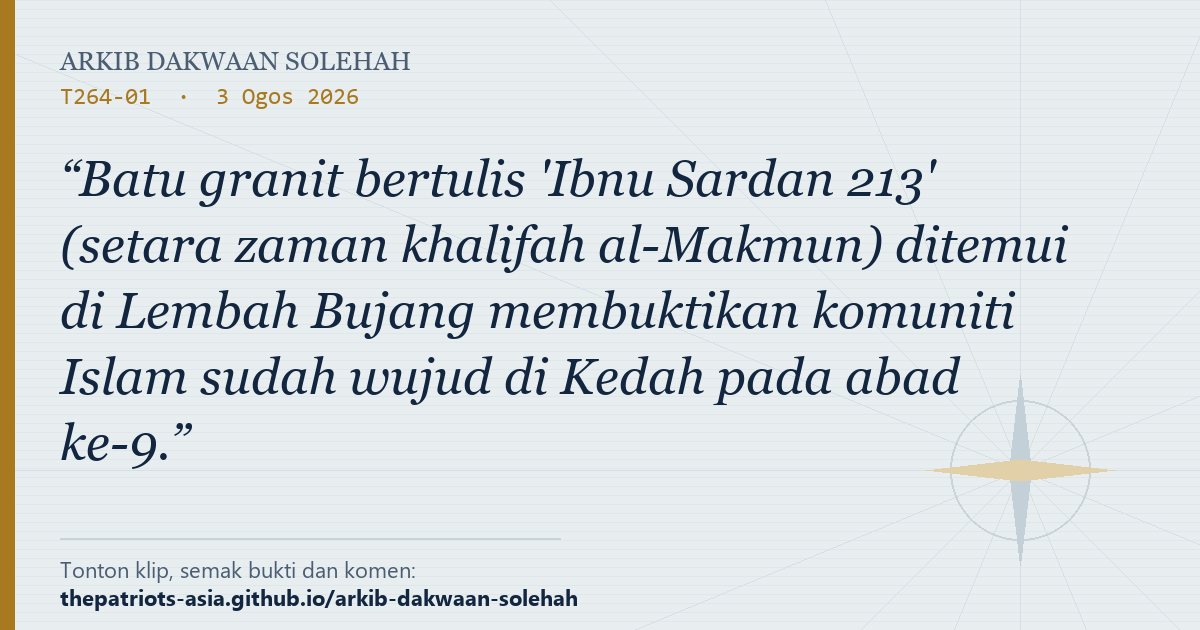 ARKIB DAKWAAN SOLEHAH
T264-01 · 3 Ogos 2026
“Batu granit bertulis 'Ibnu Sardan 213'
(setara zaman khalifah al-Makmun) ditemui
di Lembah Bujang membuktikan komuniti
Islam sudah wujud di Kedah pada abad
ke-9.”
Tonton klip, semak bukti dan komen:
thepatriots-asia.github.io/arkib-dakwaan-solehah